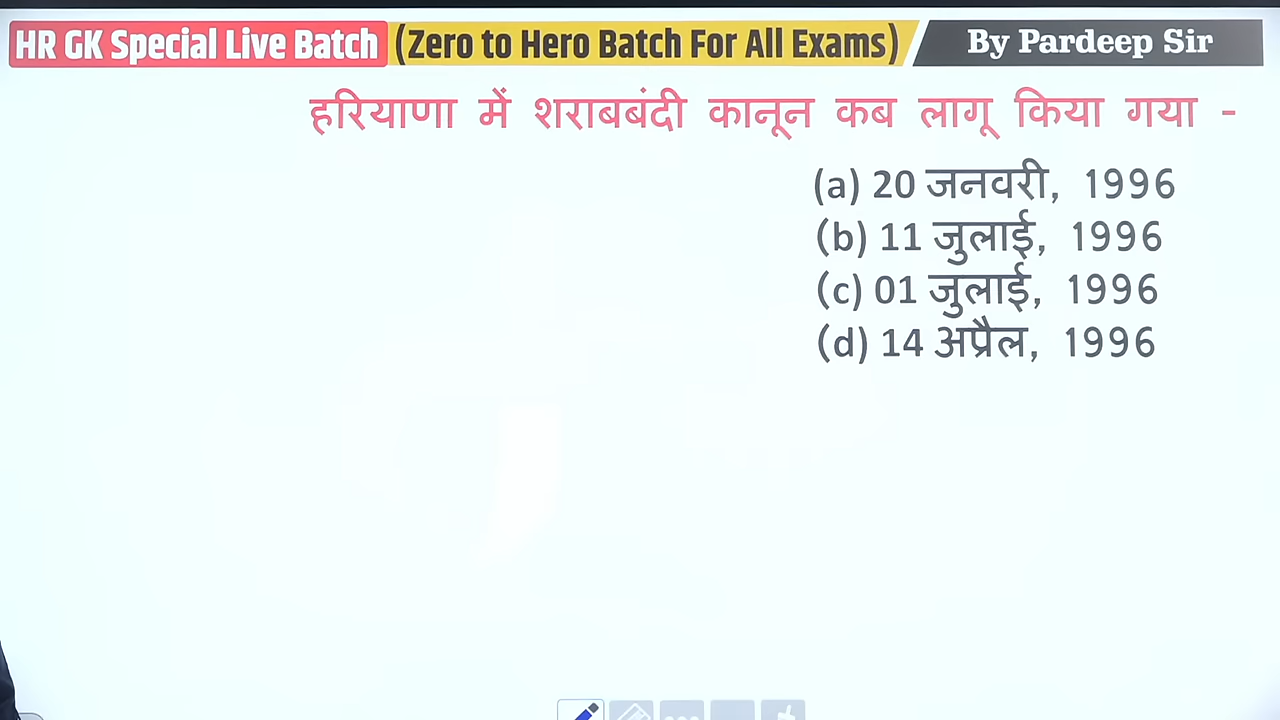 HR GK Special Live Batch (Zero to Hero Batch For All Exams) By Pardeep Sir
हरियाणा में शराबबंदी कानून कब लागू किया गया -
(a) 20 जनवरी, 1996
(b) 11 जुलाई, 1996
(c) 01 जुलाई, 1996
(d) 14 अप्रैल, 1996